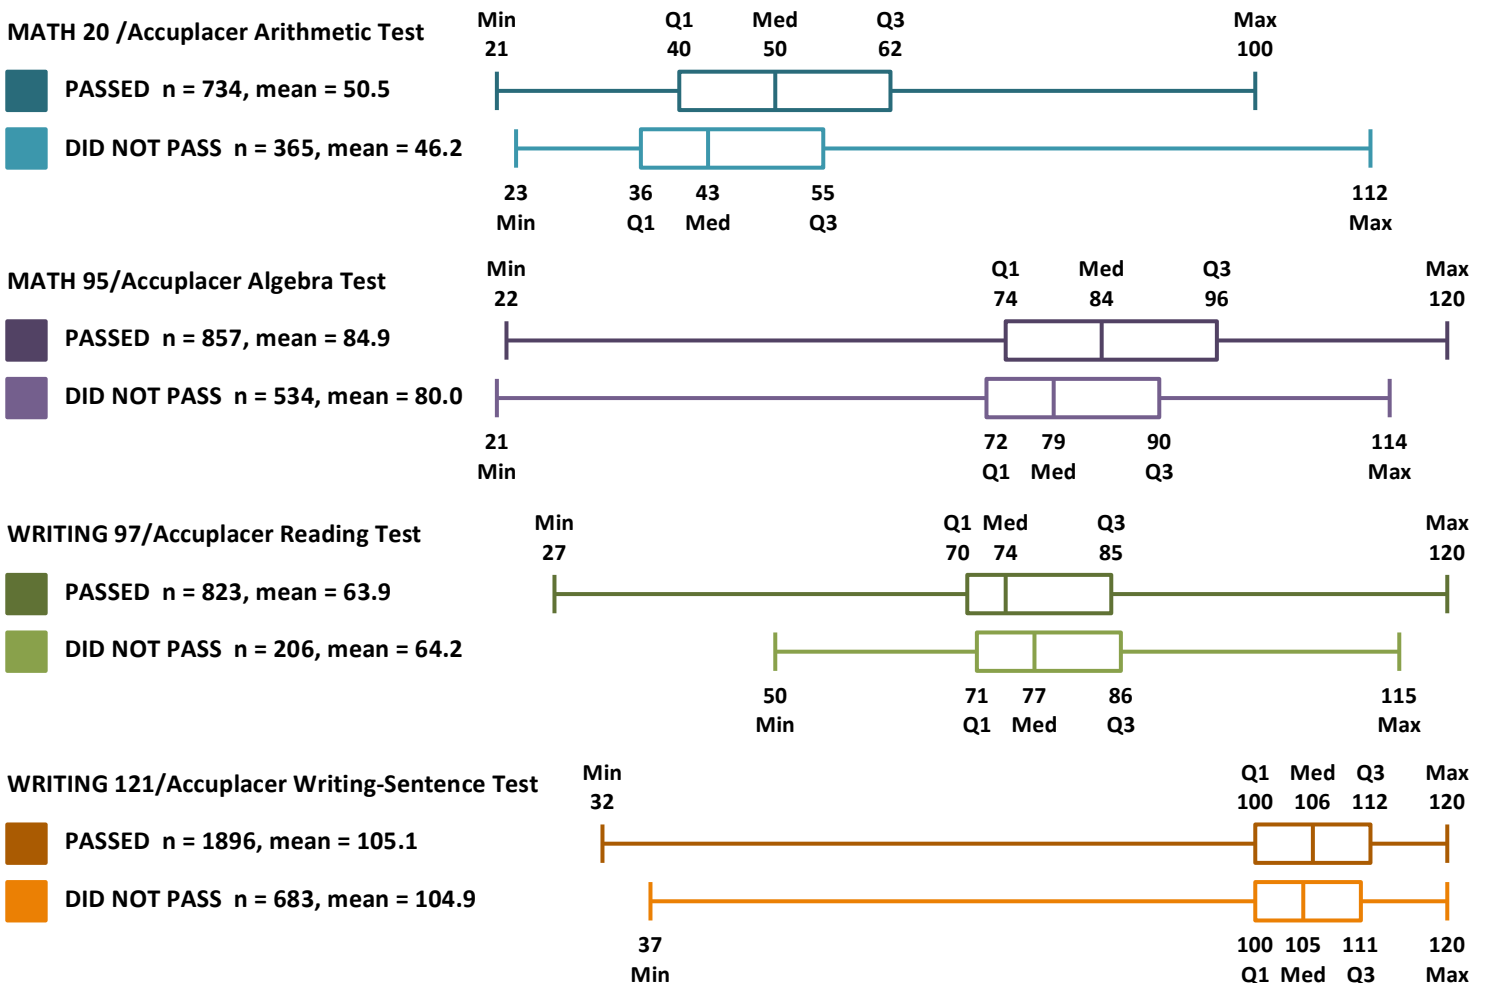 MATH 20 /Accuplacer Arithmetic Test
Min Q1 Med Q3 Max
21 40 50 62 100
PASSED n = 734, mean = 50.5
DID NOT PASS n = 365, mean = 46.2
23 36 43 55 112
Min Q1 Med Q3 Max
MATH 95/Accuplacer Algebra Test
Min Q1 Med Q3 Max
22 74 84 96 120
PASSED n = 857, mean = 84.9
DID NOT PASS n = 534, mean = 80.0
21 72 79 90 114
Min Q1 Med Q3 Max
WRITING 97/Accuplacer Reading Test
Min Q1 Med Q3 Max
27 70 74 85 120
PASSED n = 823, mean = 63.9
DID NOT PASS n = 206, mean = 64.2
50 71 77 86 115
Min Q1 Med Q3 Max
WRITING 121/Accuplacer Writing-Sentence Test
Min Q1 Med Q3 Max
32 100 106 112 120
PASSED n = 1896, mean = 105.1
DID NOT PASS n = 683, mean = 104.9
37 100 105 111 120
Min Q1 Med Q3 Max